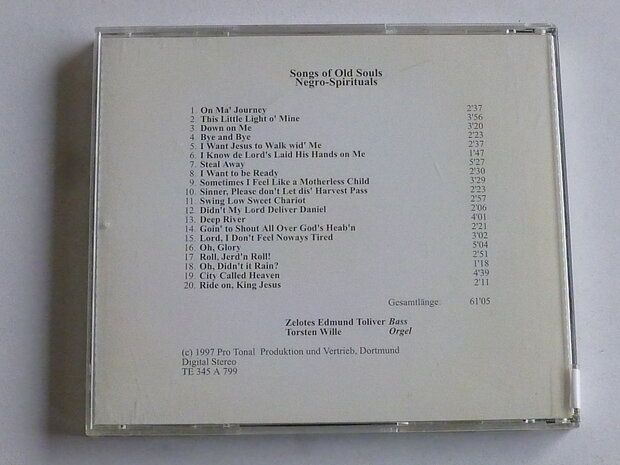 Songs of Old Souls
Negro-Spirituals
1. On Ma' Journey 2'37
2. This Little Light o' Mine 3'56
3. Down on Me 3'20
4. Bye and Bye 2'23
5. I Want Jesus to Walk wid' Me 2'37
6. I Know de Lord's Laid His Hands on Me 1'47
7. Steal Away 5'27
8. I Want to be Ready 2'30
9. Sometimes I Feel Like a Motherless Child 3'29
10. Sinner, Please don't Let dis' Harvest Pass 2'23
11. Swing Low Sweet Chariot 2'57
12. Didn't My Lord Deliver Daniel 2'06
13. Deep River 4'01
14. Goin' to Shout All Over God's Heab'n 2'21
15. Lord, I Don't Feel Noways Tired 3'02
16. Oh, Glory 5'04
17. Roll, Jerd'n Roll! 2'51
18. Oh, Didn't it Rain? 1'18
19. City Called Heaven 4'39
20. Ride on, King Jesus 2'11
Gesamtlänge: 61'05
Zelotes Edmund Toliver Bass
Torsten Wille Orgel
(c) 1997 Pro Tonal Produktion und Vertrieb, Dortmund
Digital Stereo
TE 345 A 799